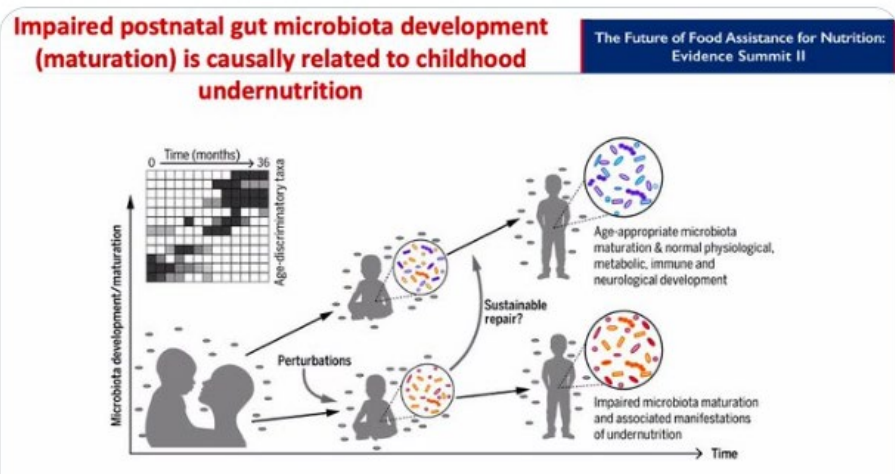 Impaired postnatal gut microbiota development
(maturation) is causally related to childhood
undernutrition
The Future of Food Assistance for Nutrition:
Evidence Summit II
0 Time (months) 36
Age-discriminatory taxa
Microbiota development/maturation
Age-appropriate microbiota
maturation & normal physiological,
metabolic, immune and
neurological development
Sustainable
repair?
Perturbations
Impaired microbiota maturation
and associated manifestations
of undernutrition
Time